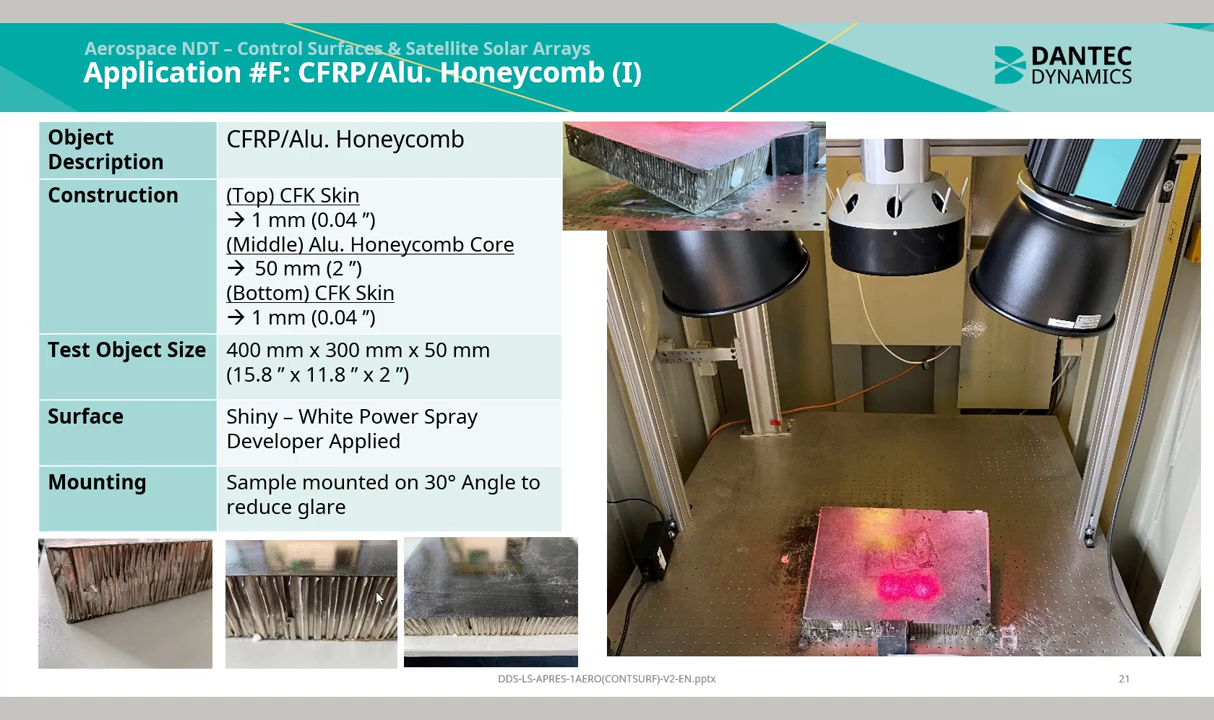 Aerospace NDT – Control Surfaces & Satellite Solar Arrays
Application #F: CFRP/Alu. Honeycomb (I)
DANTEC
DYNAMICS
Object
Description
CFRP/Alu. Honeycomb
Construction
(Top) CFK Skin
→ 1 mm (0.04 ”)
(Middle) Alu. Honeycomb Core
→ 50 mm (2 ”)
(Bottom) CFK Skin
→ 1 mm (0.04 ”)
Test Object Size
400 mm x 300 mm x 50 mm
(15.8 ” x 11.8 ” x 2 ”)
Surface
Shiny – White Power Spray
Developer Applied
Mounting
Sample mounted on 30° Angle to
reduce glare
DDS-LS-APRES-1AERO(CONTSURF)-V2-EN.pptx
21